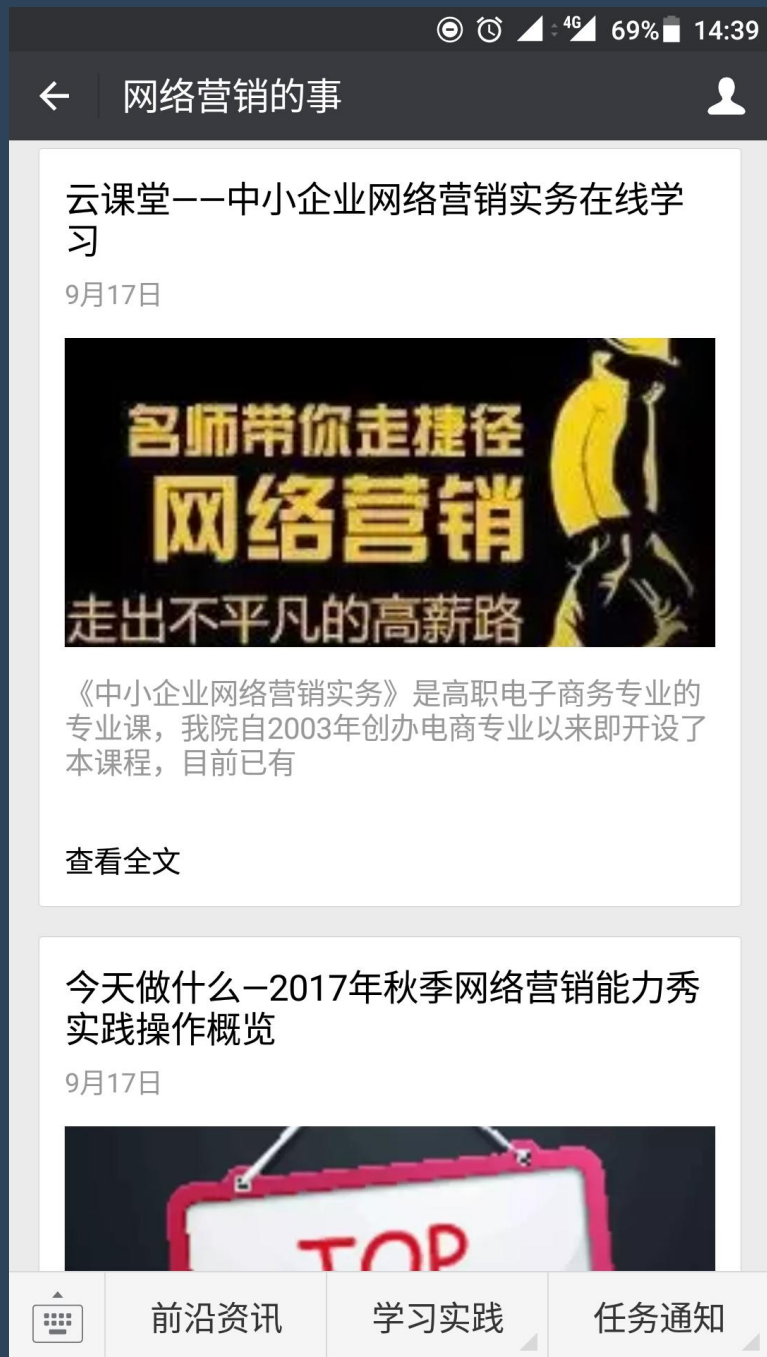 4G 69% 14:39
网络营销的事
云课堂——中小企业网络营销实务在线学
习
9月17日
名师带你走捷径
网络营销
走出不平凡的高薪路
《中小企业网络营销实务》是高职电子商务专业的
专业课，我院自2003年创办电商专业以来即开设了
本课程，目前已有
查看全文
今天做什么—2017年秋季网络营销能力秀
实践操作概览
9月17日
TOP
前沿资讯 学习实践 任务通知